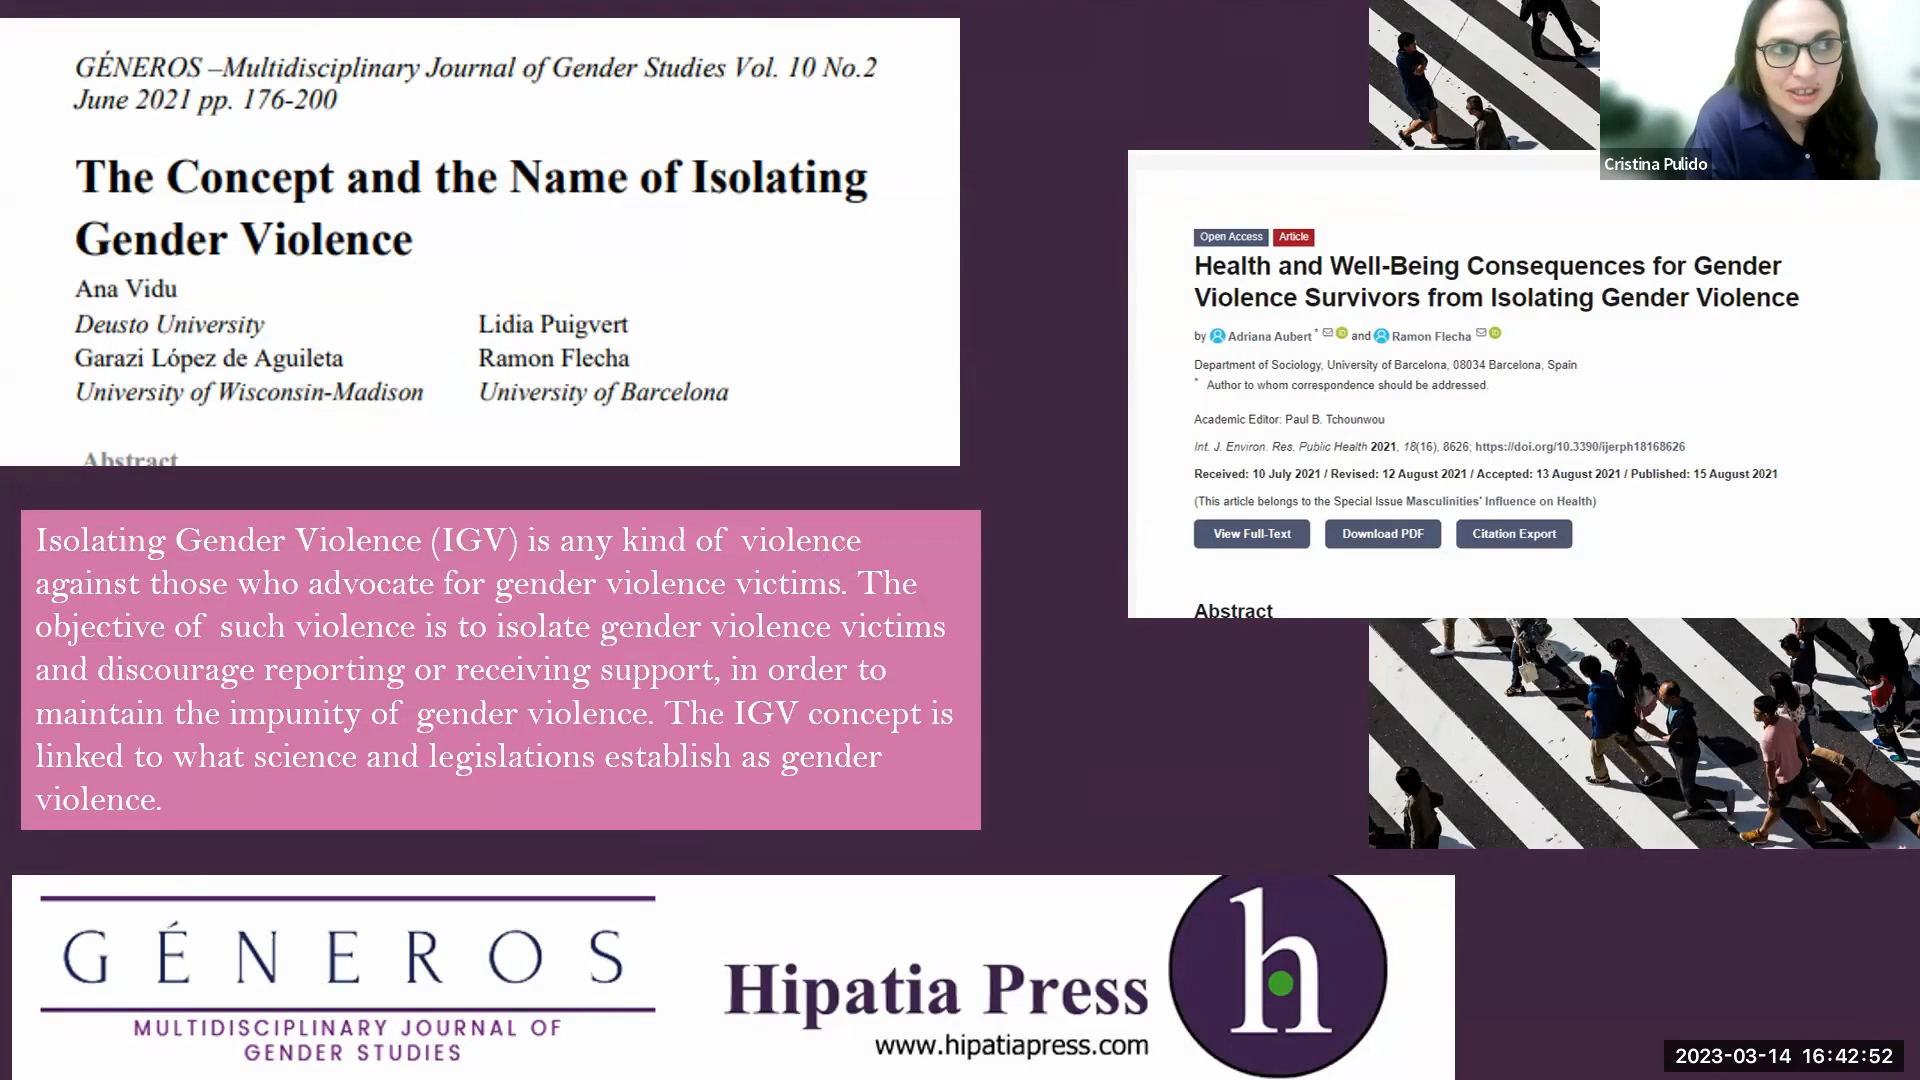 GÉNEROS –Multidisciplinary Journal of Gender Studies Vol. 10 No.2
June 2021 pp. 176-200
The Concept and the Name of Isolating
Gender Violence
Ana Vidu
Deusto University
Garazi López de Aguileta
University of Wisconsin-Madison
Lidia Puigvert
Ramon Flecha
University of Barcelona
Abstract
Isolating Gender Violence (IGV) is any kind of violence
against those who advocate for gender violence victims. The
objective of such violence is to isolate gender violence victims
and discourage reporting or receiving support, in order to
maintain the impunity of gender violence. The IGV concept is
linked to what science and legislations establish as gender
violence.
Cristina Pulido
Open Access Article
Health and Well-Being Consequences for Gender
Violence Survivors from Isolating Gender Violence
by Adriana Aubert * iD and Ramon Flecha iD
Department of Sociology, University of Barcelona, 08034 Barcelona, Spain
* Author to whom correspondence should be addressed.
Academic Editor: Paul B. Tchounwou
Int. J. Environ. Res. Public Health 2021, 18(16), 8626; https://doi.org/10.3390/ijerph18168626
Received: 10 July 2021 / Revised: 12 August 2021 / Accepted: 13 August 2021 / Published: 15 August 2021
(This article belongs to the Special Issue Masculinities' Influence on Health)
View Full-Text Download PDF Citation Export
Abstract
GÉNEROS
MULTIDISCIPLINARY JOURNAL OF
GENDER STUDIES
Hipatia Press
www.hipatiapress.com
h
2023-03-14 16:42:52